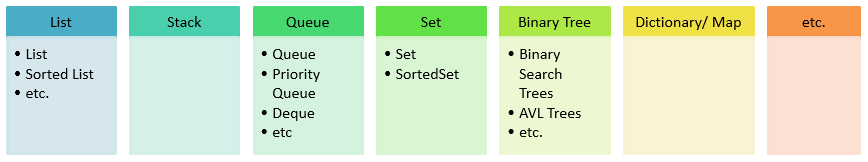 List
Stack
Queue
Set
Binary Tree
Dictionary/ Map
etc.
• List
• Sorted List
• etc.
• Queue
• Priority
Queue
• Deque
• etc
• Set
• SortedSet
• Binary
Search
Trees
• AVL Trees
• etc.